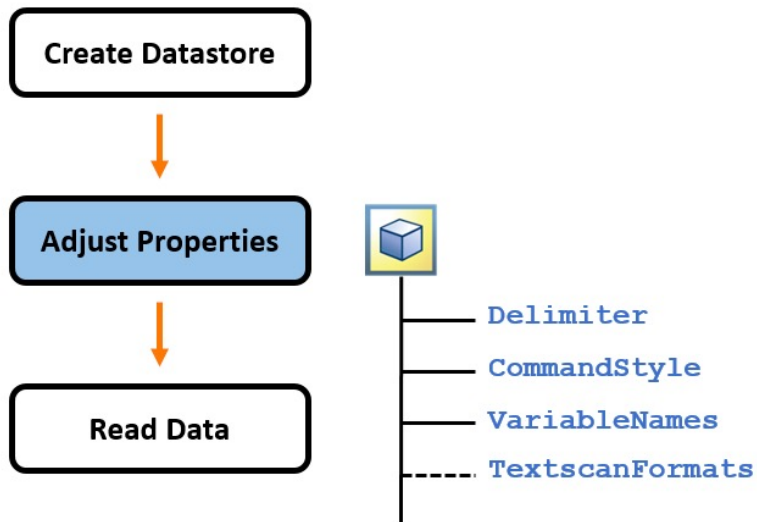 Create Datastore
Adjust Properties
Read Data
Delimiter
CommandStyle
VariableNames
TextscanFormats